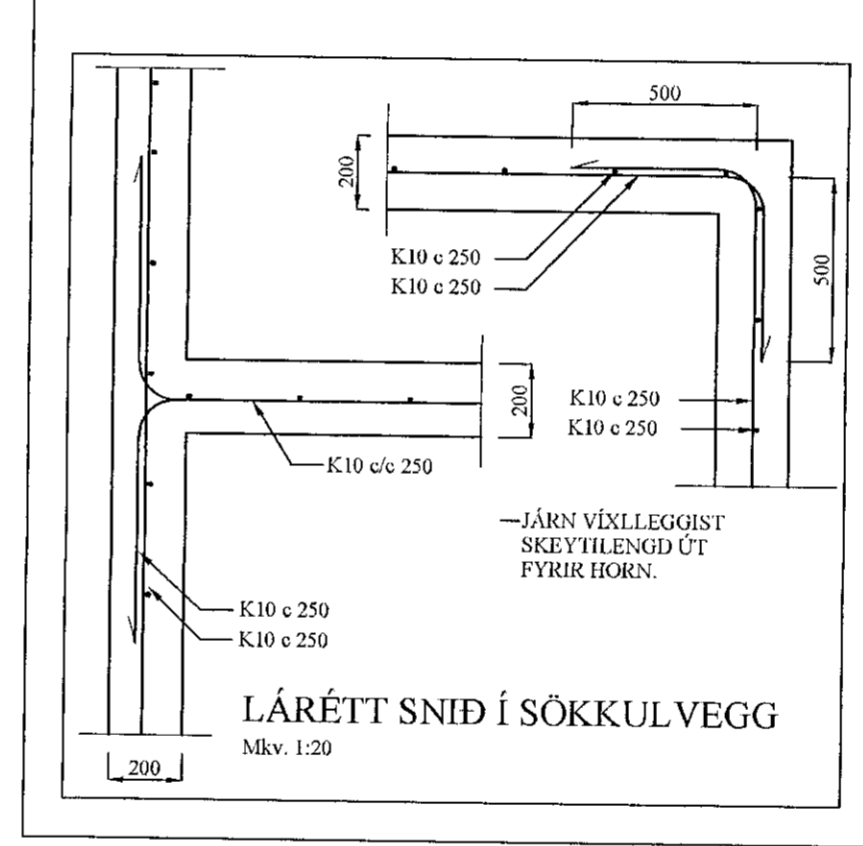 500
200
K10 c 250
K10 c 250
500
200
K10 c 250
K10 c 250
K10 c/c 250
—JÁRN VÍXLLEGGIST
SKEYTILENGD ÚT
FYRIR HORN.
K10 c 250
K10 c 250
LÁRÉTT SNIÐ Í SÖKKULVEGG
Mkv. 1:20
200